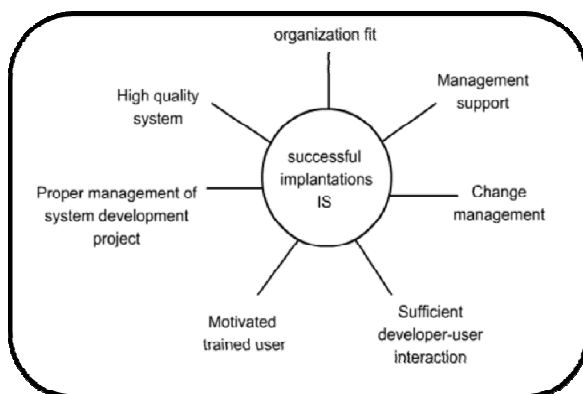 organization fit
Management
support
High quality
system
successful
implantations
IS
Proper management of
system development
project
Change
management
Motivated
trained user
Sufficient
developer-user
interaction